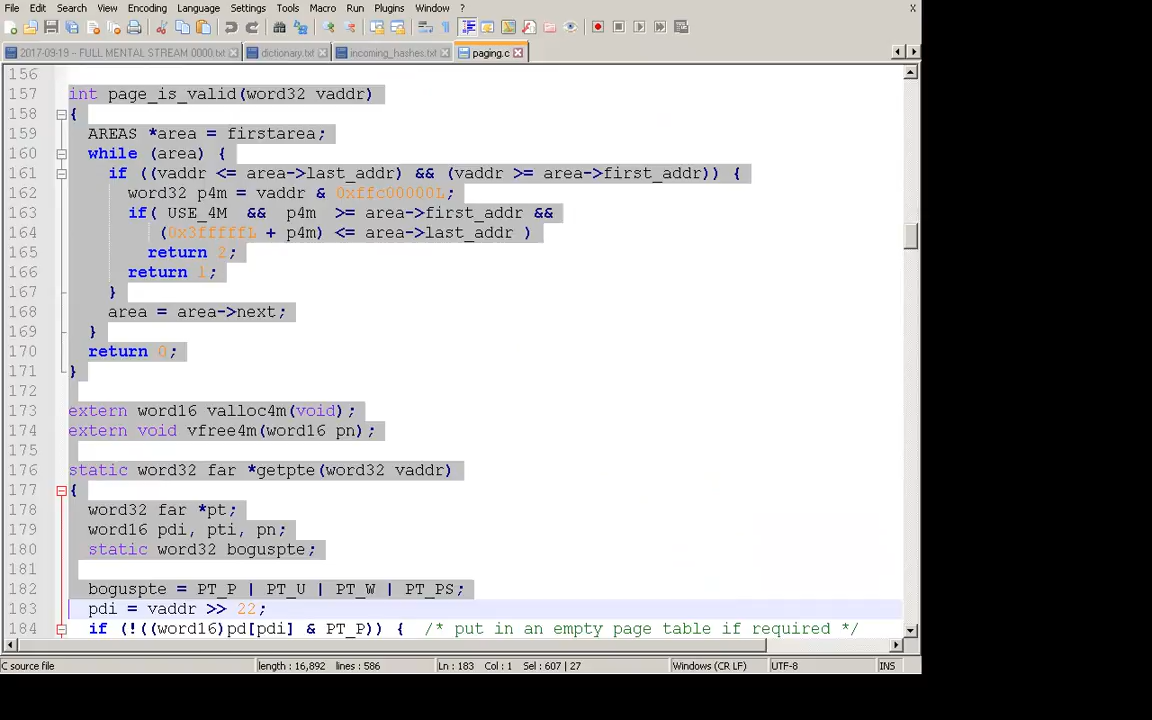 File Edit Search View Encoding Language Settings Tools Macro Run Plugins Window ? X
2017-09-19 – FULL MENTAL STREAM 0000.txt dictionary.txt incoming_hashes.txt paging.c
156
157 int page_is_valid(word32 vaddr)
158 {
159 AREAS *area = firstarea;
160 while (area) {
161 if ((vaddr <= area->last_addr) && (vaddr >= area->first_addr)) {
162 word32 p4m = vaddr & 0xffc00000L;
163 if( USE_4M && p4m >= area->first_addr &&
164 (0x3fffffL + p4m) <= area->last_addr )
165 return 2;
166 return 1;
167 }
168 area = area->next;
169 }
170 return 0;
171 }
172
173 extern word16 valloc4m(void);
174 extern void vfree4m(word16 pn);
175
176 static word32 far *getpte(word32 vaddr)
177 {
178 word32 far *pt;
179 word16 pdi, pti, pn;
180 static word32 boguspte;
181
182 boguspte = PT_P | PT_U | PT_W | PT_PS;
183 pdi = vaddr >> 22;
184 if (!((word16)pd[pdi] & PT_P)) { /* put in an empty page table if required */
C source file length : 16,892 lines : 586 Ln : 183 Col : 1 Sel : 607 | 27 Windows (CR LF) UTF-8 INS